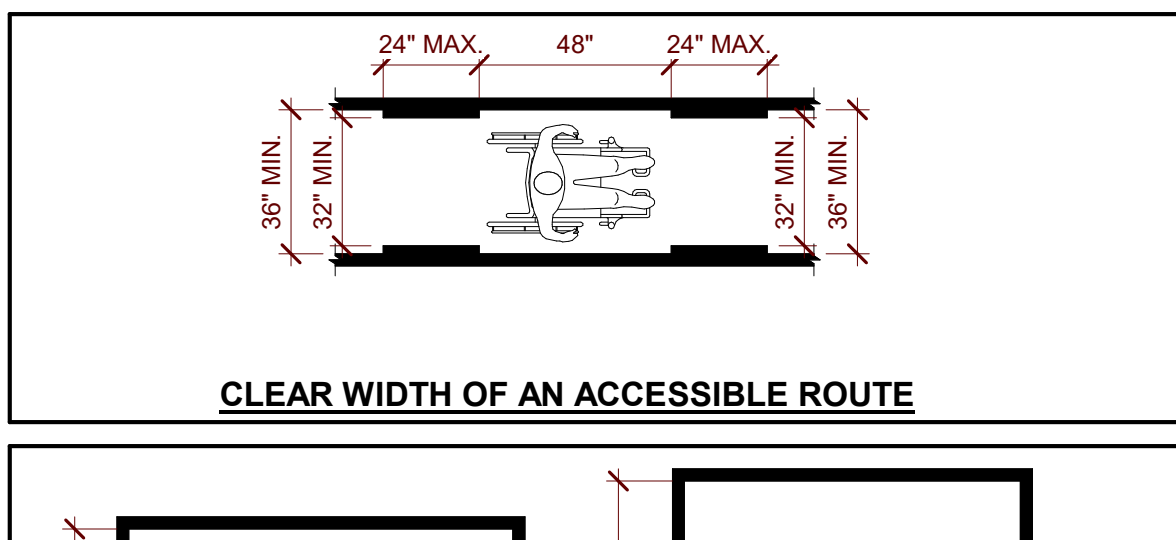 24" MAX. 48" 24" MAX.
36" MIN. 32" MIN. 32" MIN. 36" MIN.
CLEAR WIDTH OF AN ACCESSIBLE ROUTE